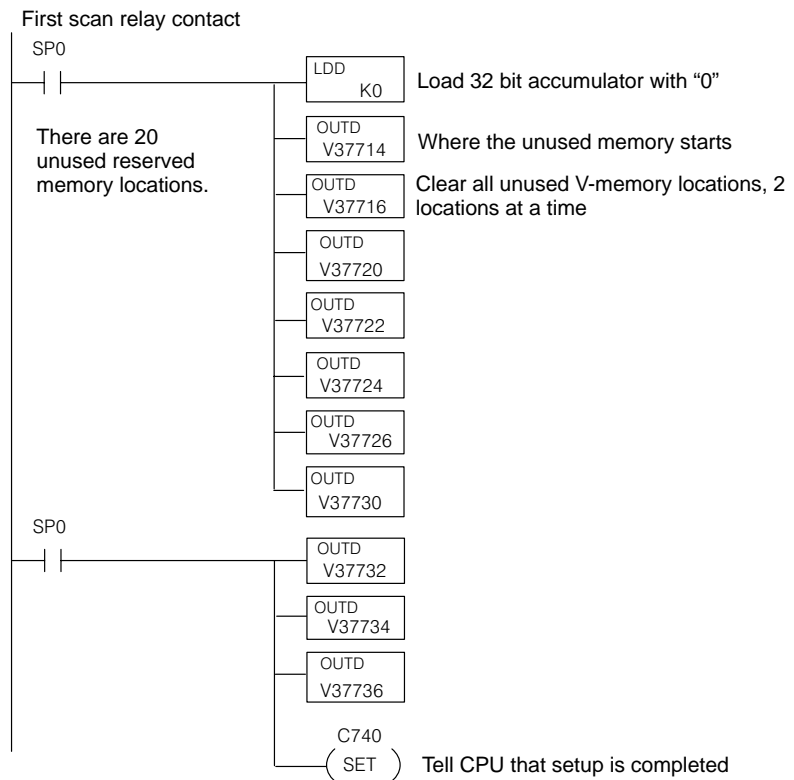 First scan relay contact
SP0
LDD
K0
Load 32 bit accumulator with “0”
There are 20
unused reserved
memory locations.
OUTD
V37714
Where the unused memory starts
OUTD
V37716
Clear all unused V-memory locations, 2
locations at a time
OUTD
V37720
OUTD
V37722
OUTD
V37724
OUTD
V37726
OUTD
V37730
SP0
OUTD
V37732
OUTD
V37734
OUTD
V37736
C740
SET
Tell CPU that setup is completed